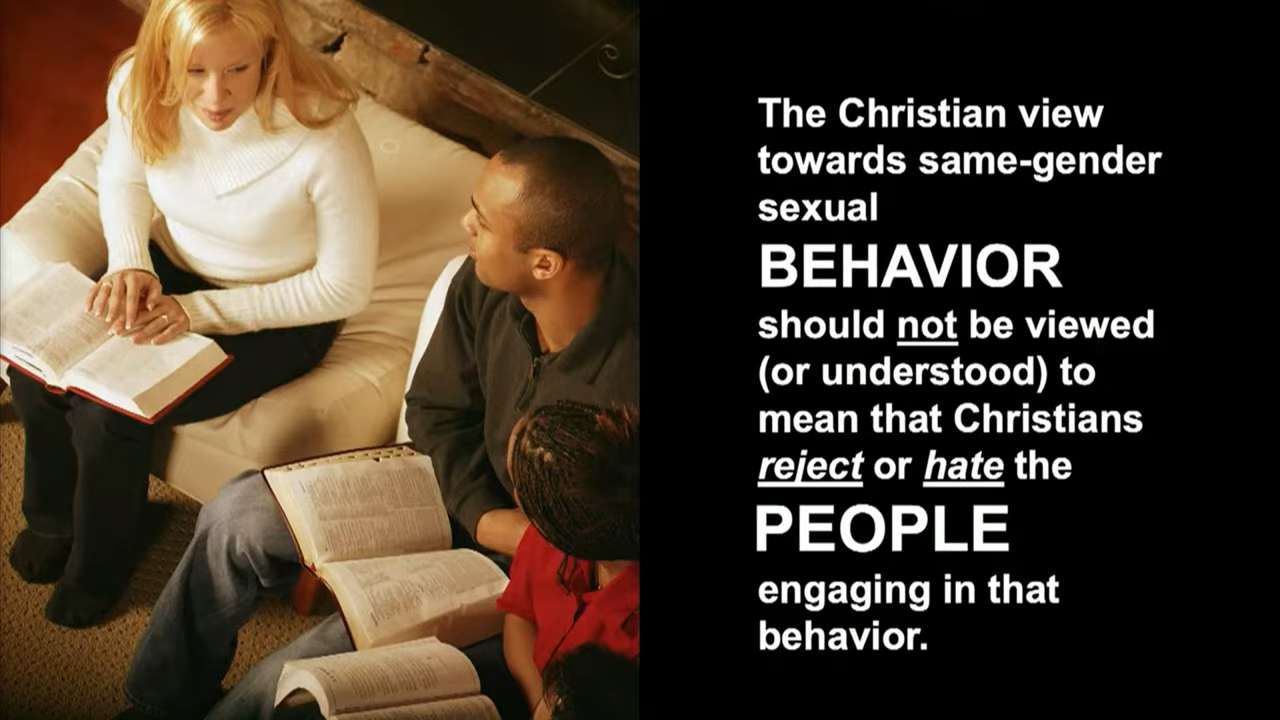 The Christian view
towards same-gender
sexual
BEHAVIOR
should not be viewed
(or understood) to
mean that Christians
reject or hate the
PEOPLE
engaging in that
behavior.